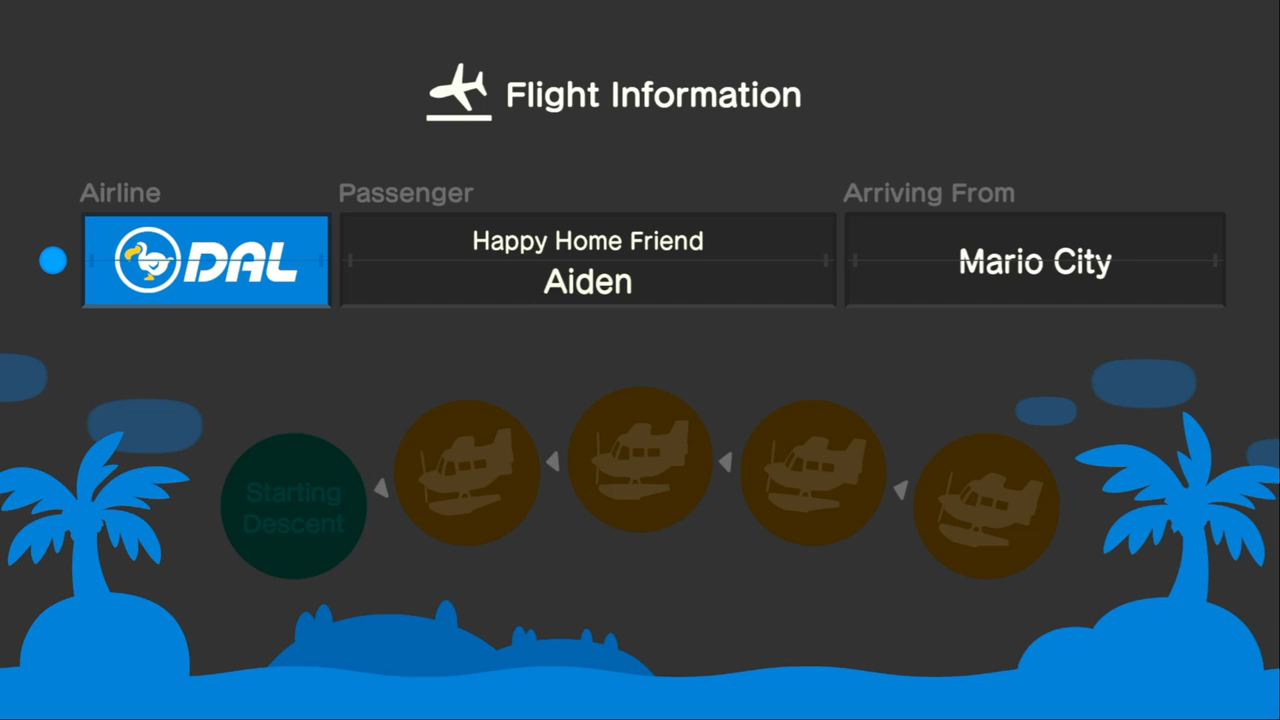 Flight Information
Airline
Passenger
Arriving From
DAL
Happy Home Friend
Aiden
Mario City
Starting
Descent